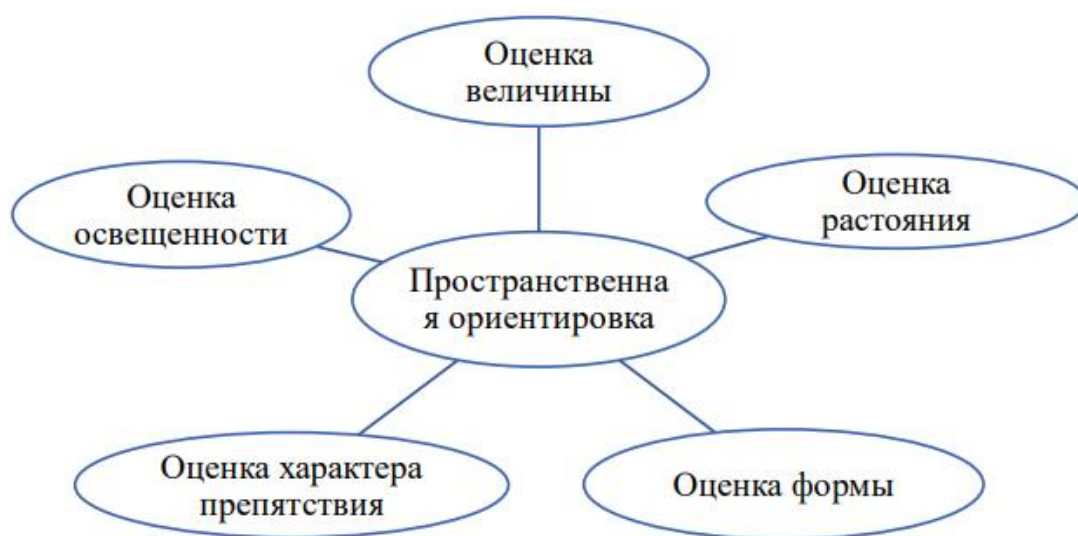 Оценка
величины
Оценка
освещенности
Оценка
растояния
Пространственна
я ориентировка
Оценка характера
препятствия
Оценка формы